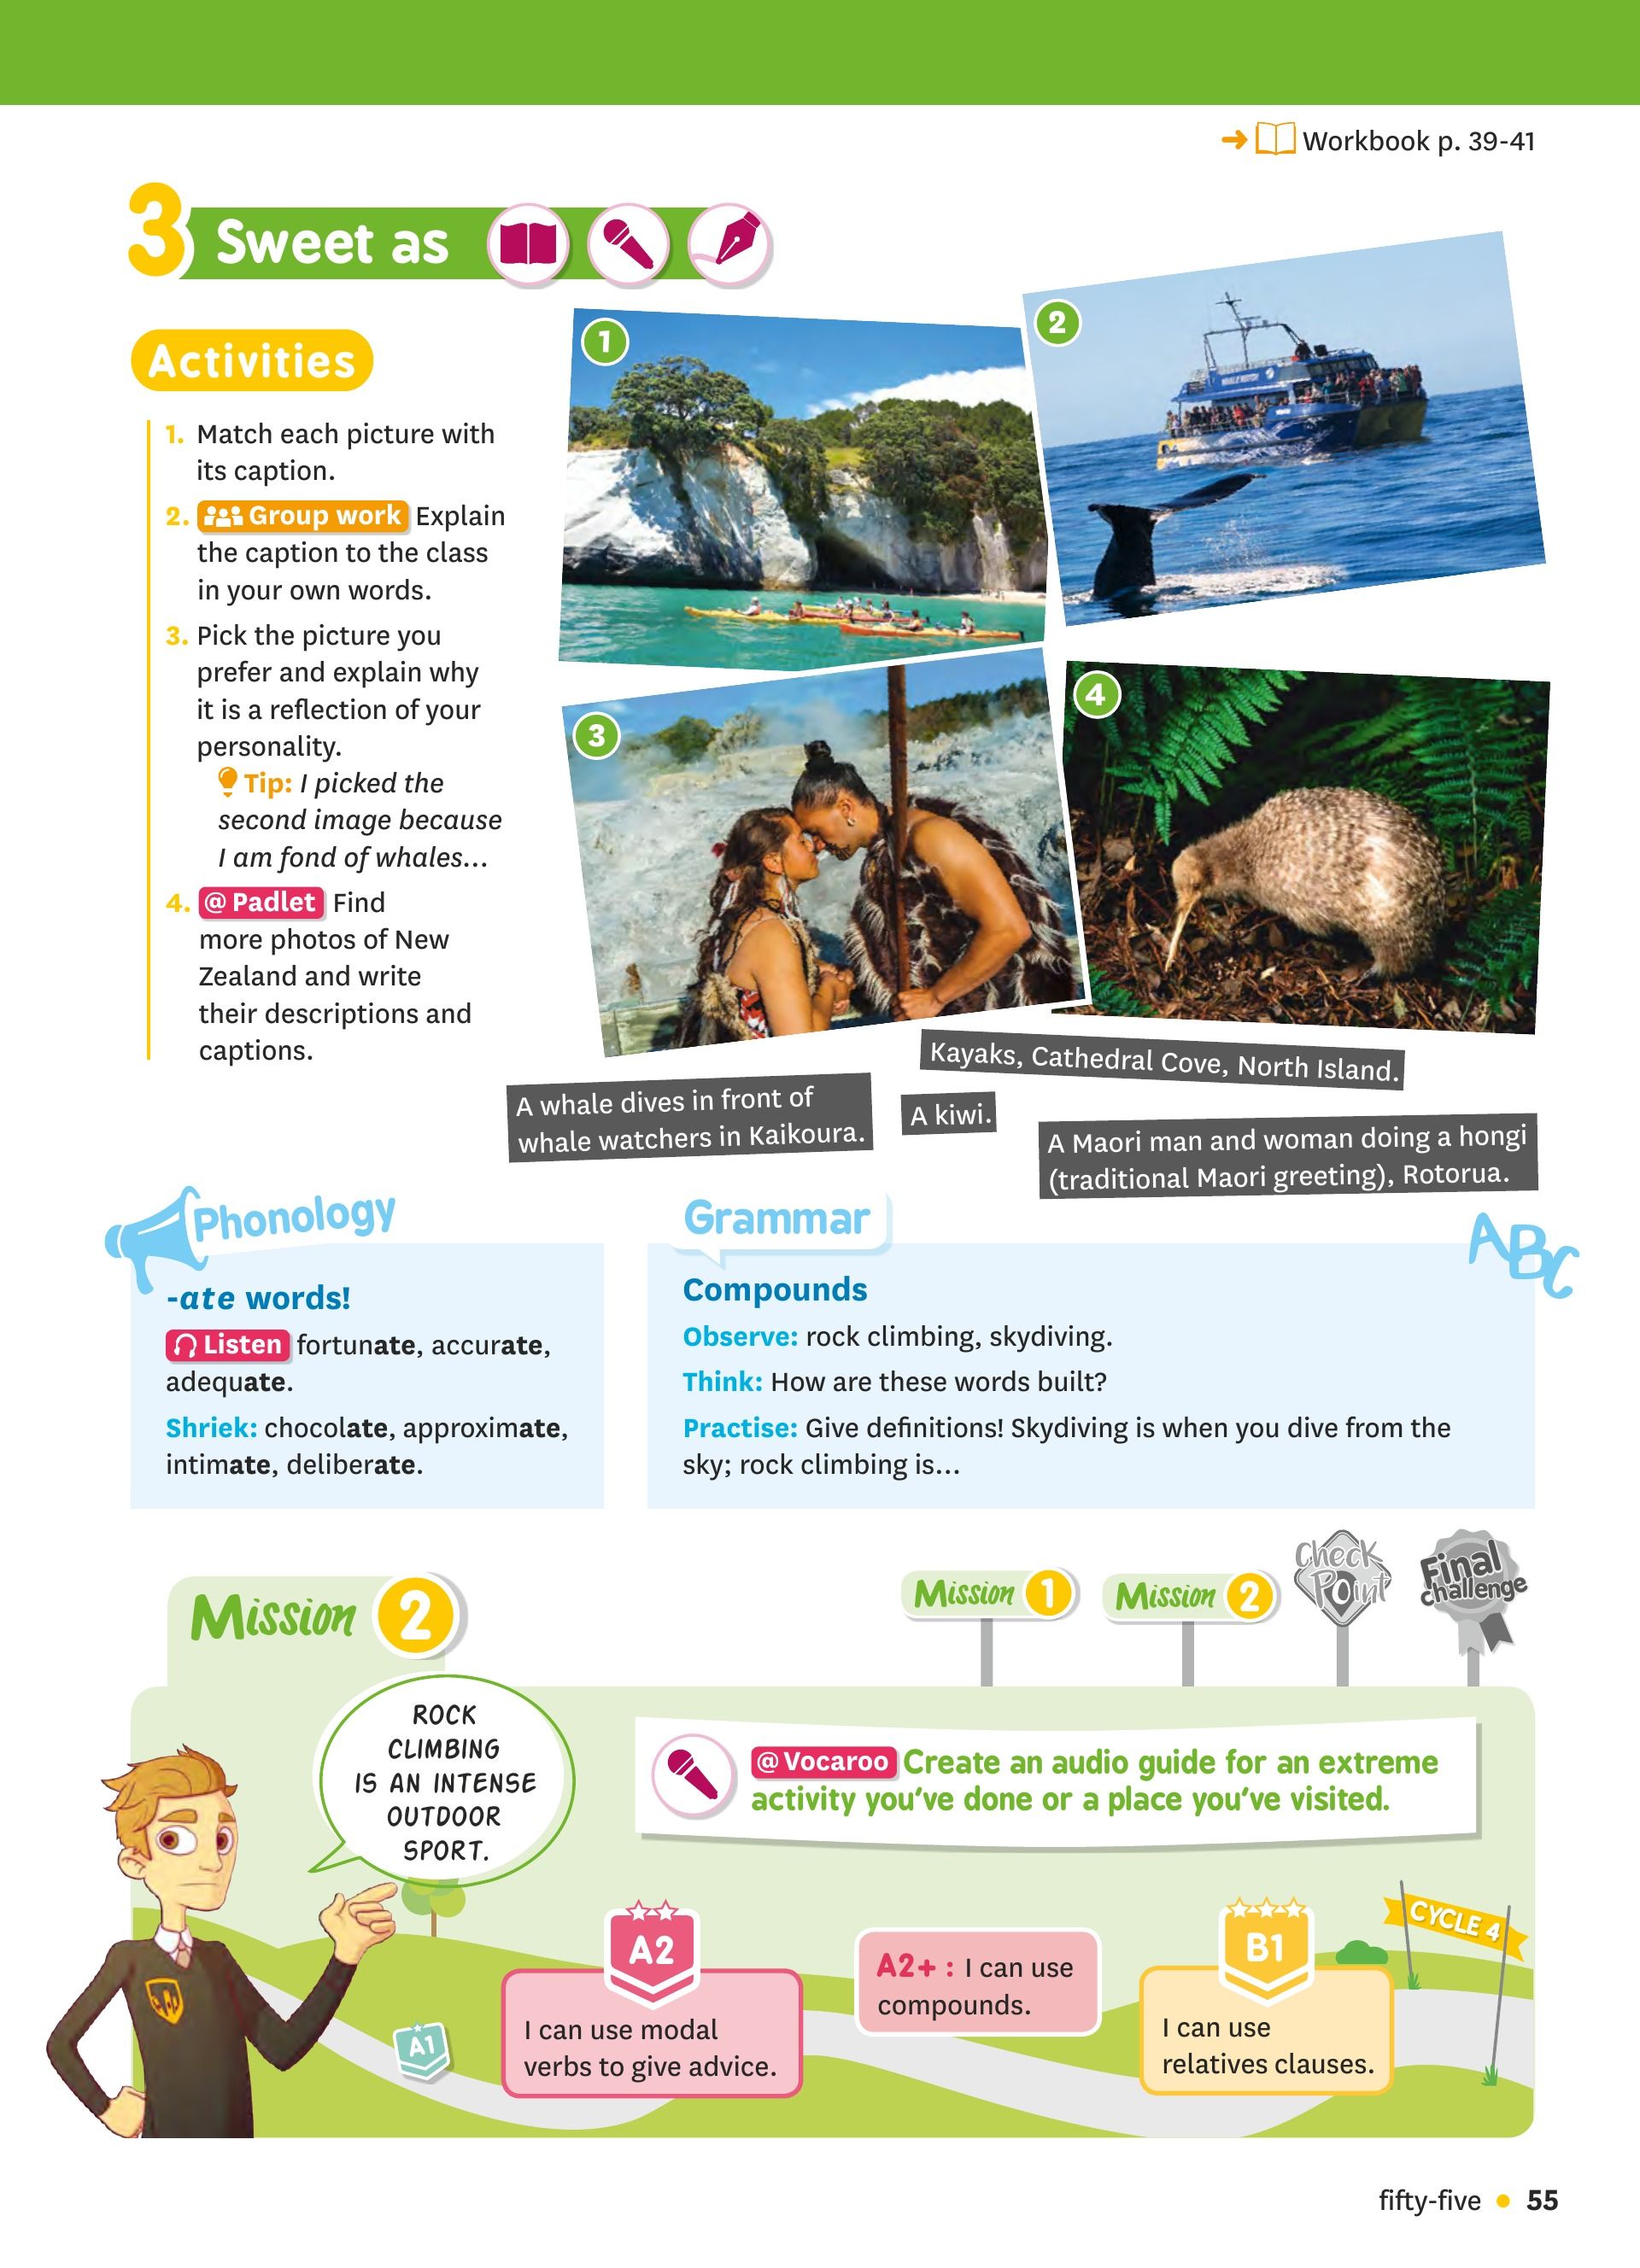 Workbook p. 39-41
3 Sweet as
Activities
1. Match each picture with
its caption.
2. Group work Explain
the caption to the class
in your own words.
3. Pick the picture you
prefer and explain why
it is a reflection of your
personality.
Tip: I picked the
second image because
I am fond of whales...
4. @ Padlet Find
more photos of New
Zealand and write
their descriptions and
captions.
1
2
3
4
Kayaks, Cathedral Cove, North Island.
A whale dives in front of
whale watchers in Kaikoura.
A kiwi.
A Maori man and woman doing a hongi
(traditional Maori greeting), Rotorua.
Phonology
-ate words!
Listen fortunate, accurate,
adequate.
Shriek: chocolate, approximate,
intimate, deliberate.
Grammar
ABC
Compounds
Observe: rock climbing, skydiving.
Think: How are these words built?
Practise: Give definitions! Skydiving is when you dive from the
sky; rock climbing is...
Mission 2
Mission 1
Mission 2
Check
Point
Final
challenge
ROCK
CLIMBING
IS AN INTENSE
OUTDOOR
SPORT.
@ Vocaroo Create an audio guide for an extreme
activity you've done or a place you've visited.
A1
A2
I can use modal
verbs to give advice.
A2+ : I can use
compounds.
B1
I can use
relatives clauses.
CYCLE 4
fifty-five • 55